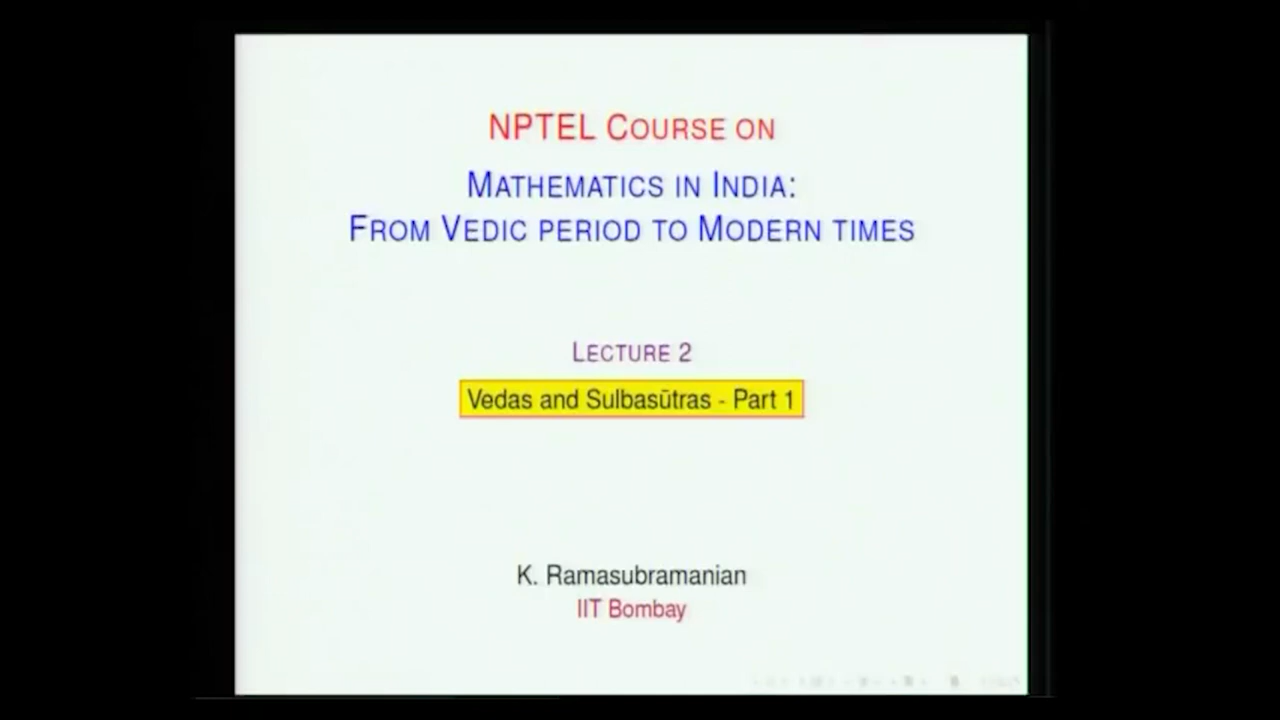 NPTEL COURSE ON
MATHEMATICS IN INDIA:
FROM VEDIC PERIOD TO MODERN TIMES
LECTURE 2
Vedas and Sulbasūtras - Part 1
K. Ramasubramanian
IIT Bombay